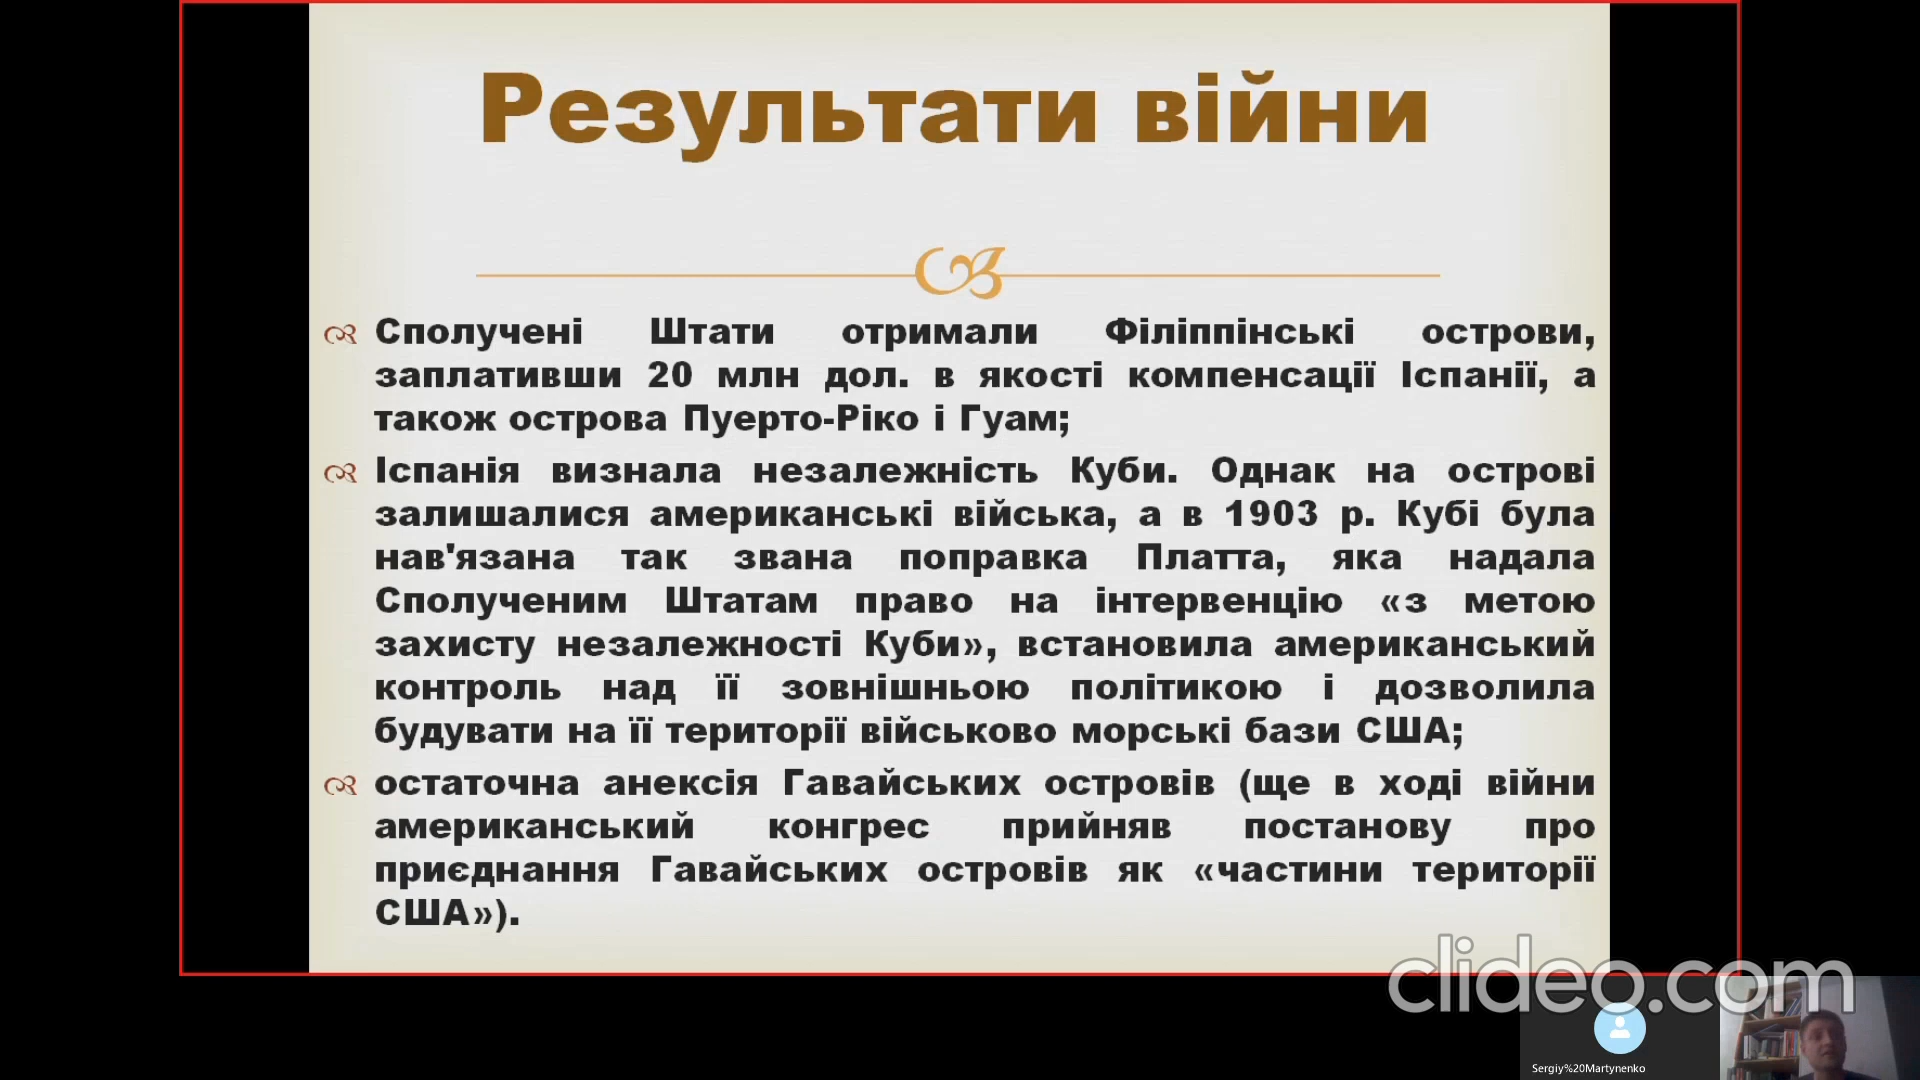 Результати війни
Сполучені Штати отримали Філіппінські острови,
заплативши 20 млн дол. в якості компенсації Іспанії, а
також острова Пуерто-Ріко і Гуам;
Іспанія визнала незалежність Куби. Однак на острові
залишалися американські війська, а в 1903 р. Кубі була
нав'язана так звана поправка Платта, яка надала
Сполученим Штатам право на інтервенцію «з метою
захисту незалежності Куби», встановила американський
контроль над її зовнішньою політикою і дозволила
будувати на її території військово морські бази США;
остаточна анексія Гавайських островів (ще в ході війни
американський конгрес прийняв постанову про
приєднання Гавайських островів як «частини території
США»).
clideo.com
Sergiy%20Martynenko